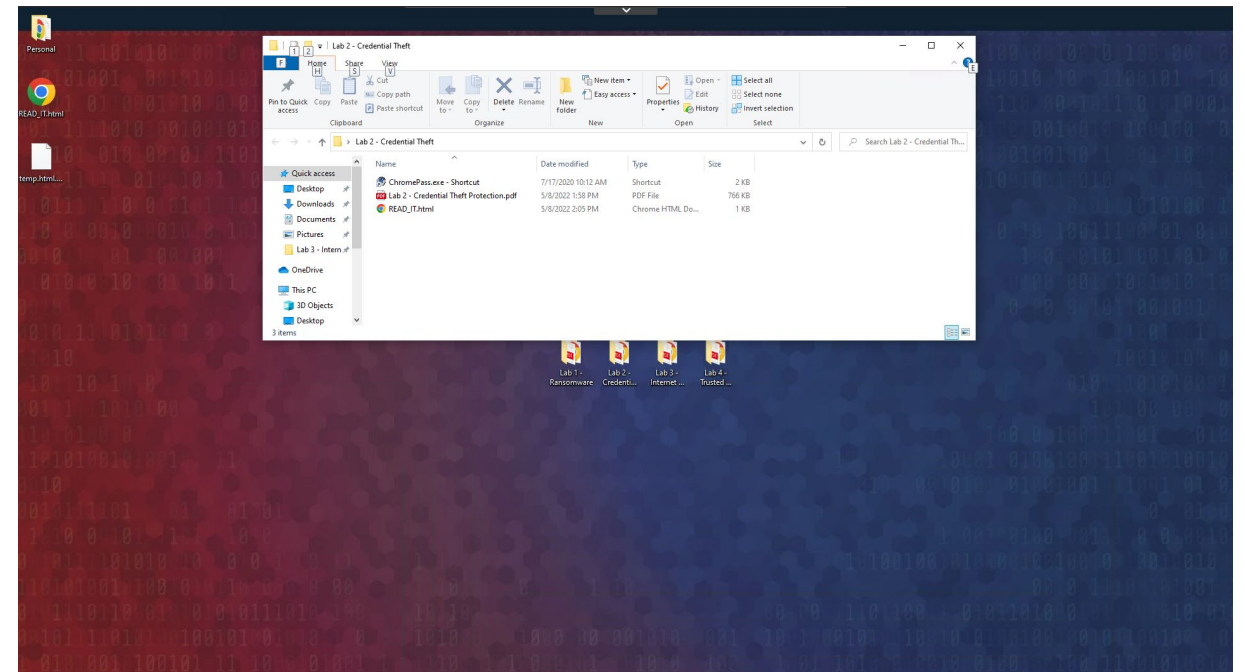 Personal
READ_IT.html
temp.html....
1 2 Lab 2 - Credential Theft
F Home Share View
H S V E
Pin to Quick access
Copy
Paste
Cut
Copy path
Paste shortcut
Move to
Copy to
Delete
Rename
New folder
New item
Easy access
Properties
Open
Edit
History
Select all
Select none
Invert selection
Clipboard Organize New Open Select
Lab 2 - Credential Theft
Search Lab 2 - Credential Th...
Quick access
Desktop
Downloads
Documents
Pictures
Lab 3 - Intern
OneDrive
This PC
3D Objects
Desktop
Name Date modified Type Size
ChromePass.exe - Shortcut 7/17/2020 10:12 AM Shortcut 2 KB
Lab 2 - Credential Theft Protection.pdf 5/8/2022 1:58 PM PDF File 766 KB
READ_IT.html 5/8/2022 2:05 PM Chrome HTML Do... 1 KB
3 items
Lab 1 -
Ransomware
Lab 2 -
Credenti...
Lab 3 -
Internet ...
Lab 4 -
Trusted ...